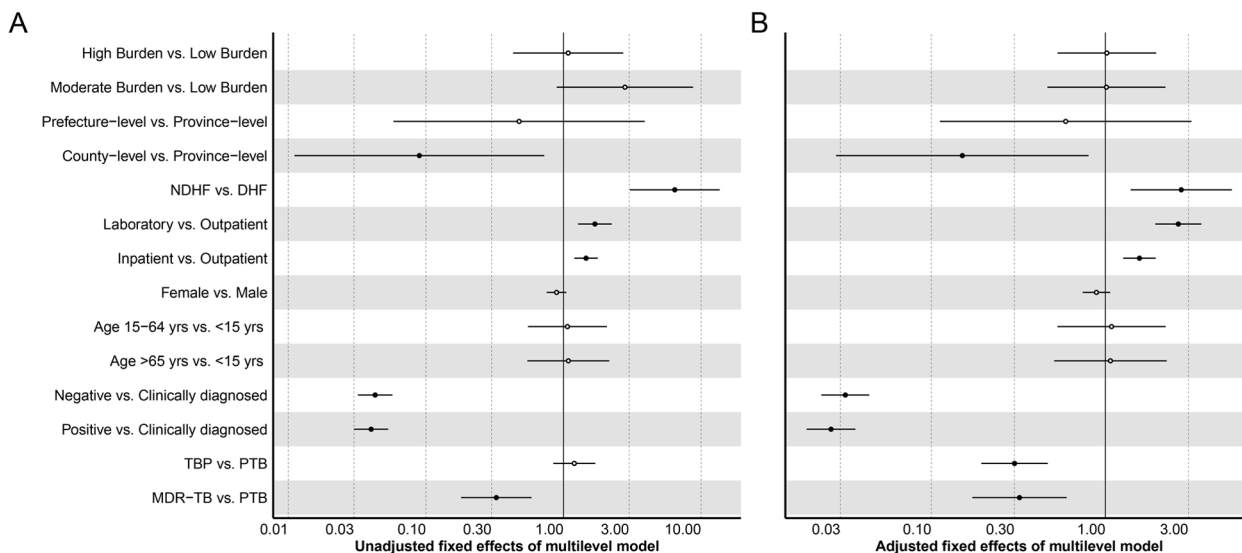 A
B
High Burden vs. Low Burden
Moderate Burden vs. Low Burden
Prefecture−level vs. Province−level
County−level vs. Province−level
NDHF vs. DHF
Laboratory vs. Outpatient
Inpatient vs. Outpatient
Female vs. Male
Age 15−64 yrs vs. <15 yrs
Age >65 yrs vs. <15 yrs
Negative vs. Clinically diagnosed
Positive vs. Clinically diagnosed
TBP vs. PTB
MDR−TB vs. PTB
0.01 0.03 0.10 0.30 1.00 3.00 10.00
0.03 0.10 0.30 1.00 3.00
Unadjusted fixed effects of multilevel model
Adjusted fixed effects of multilevel model